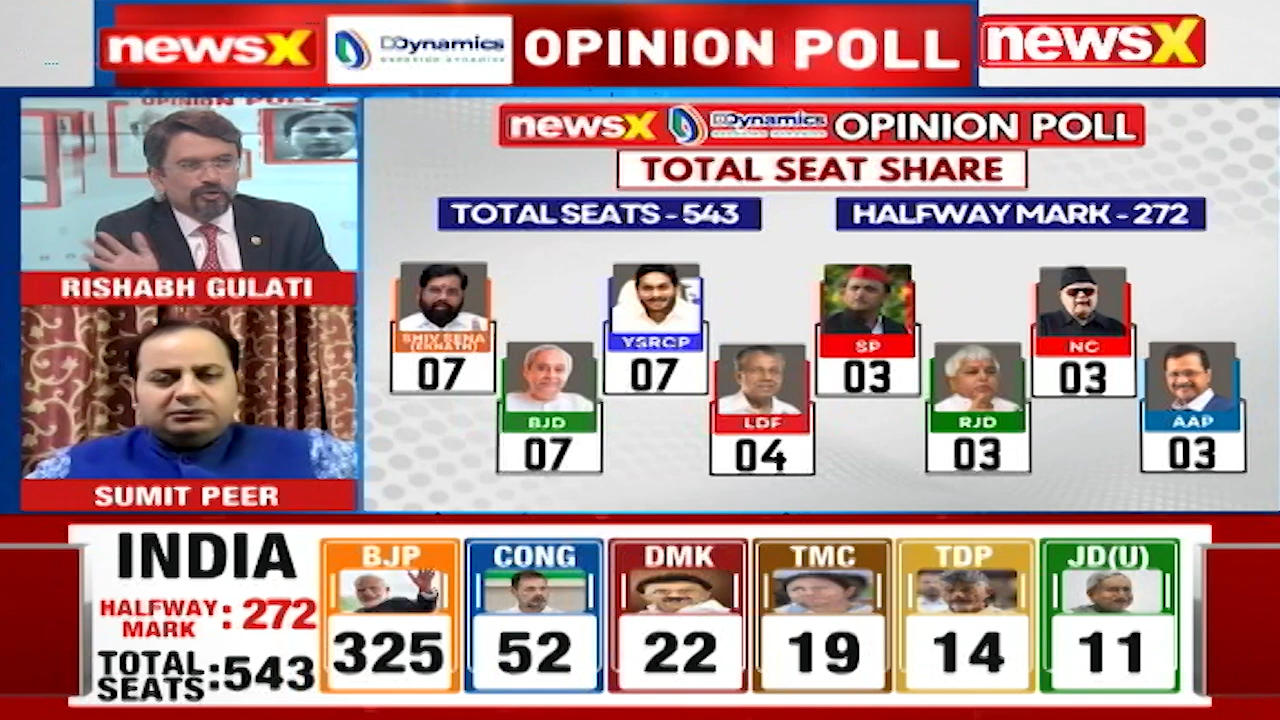 newsX
DDynamics
OPINION POLL
newsX
OPINION POLL
RISHABH GULATI
SUMIT PEER
newsX DDynamics OPINION POLL
TOTAL SEAT SHARE
TOTAL SEATS - 543
HALFWAY MARK - 272
SHIV SENA
(EKNATH)
07
BJD
07
YSRCP
07
LDF
04
SP
03
RJD
03
NC
03
AAP
03
INDIA
HALFWAY
MARK : 272
TOTAL
SEATS :543
BJP
325
CONG
52
DMK
22
TMC
19
TDP
14
JD(U)
11